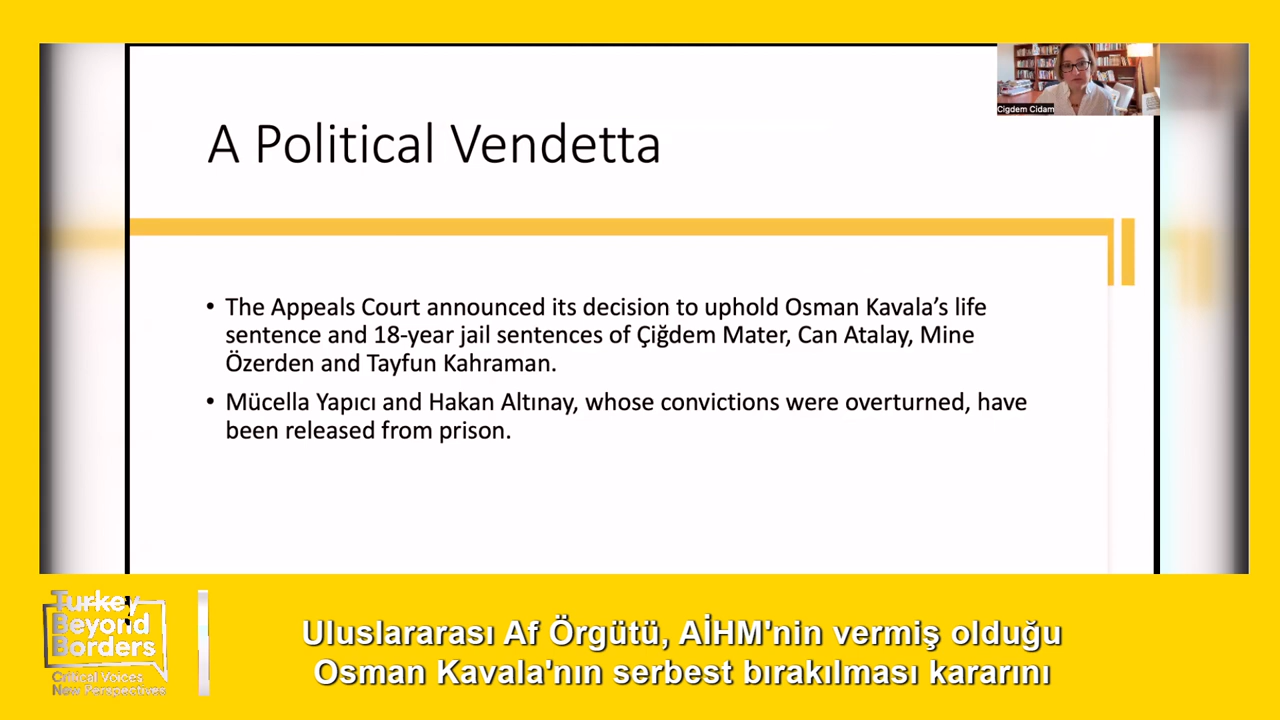 Cigdem Cidam
A Political Vendetta
• The Appeals Court announced its decision to uphold Osman Kavala’s life
sentence and 18-year jail sentences of Çiğdem Mater, Can Atalay, Mine
Özerden and Tayfun Kahraman.
• Mücella Yapıcı and Hakan Altınay, whose convictions were overturned, have
been released from prison.
Turkey
Beyond
Borders
Critical Voices
New Perspectives
Uluslararası Af Örgütü, AİHM'nin vermiş olduğu
Osman Kavala'nın serbest bırakılması kararını